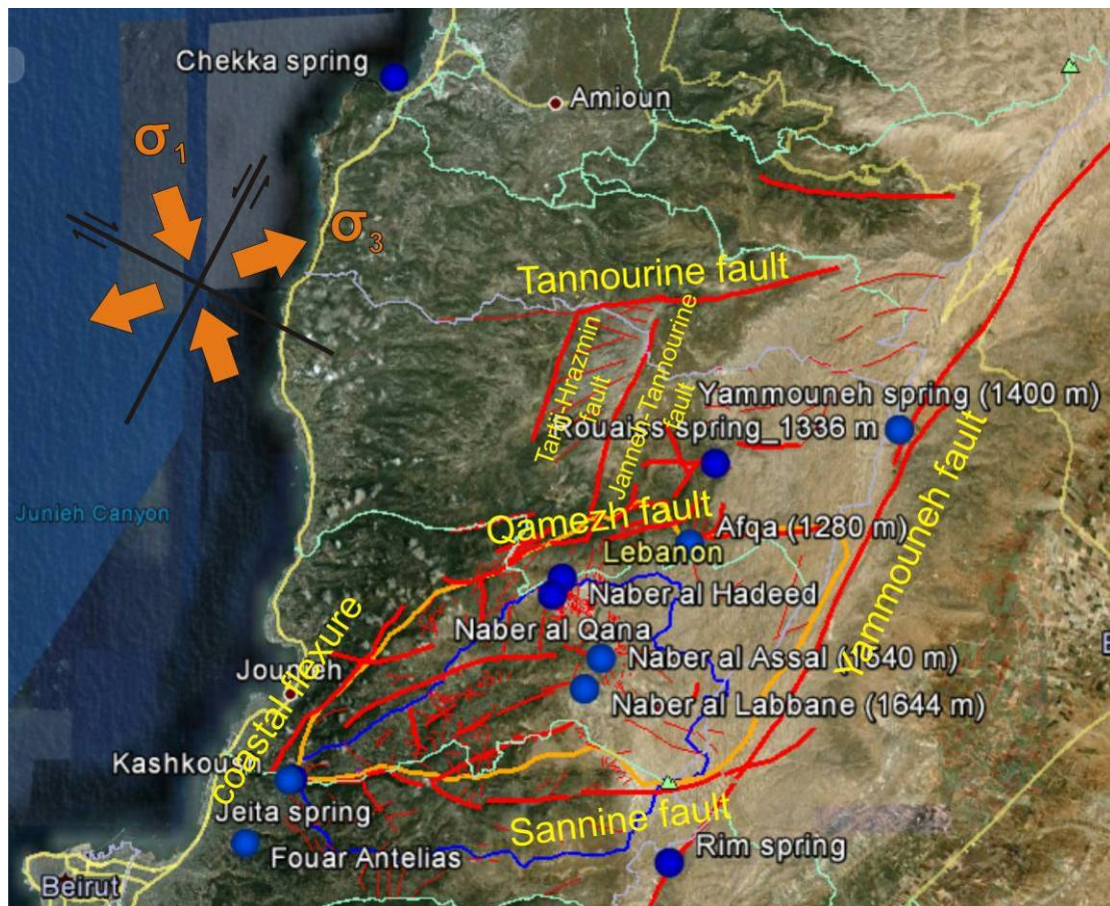 Chekka spring
Amioun
σ1
σ3
Tannourine fault
Tartij-Hrazmin
fault
Janneh-Tannourine
fault
Yammouneh spring (1400 m)
Rouaiss spring_1336 m
Yammouneh fault
Junieh Canyon
Qamezh fault
Afqa (1280 m)
Lebanon
Naber al Hadeed
Naber al Qana
Naber al Assal (1540 m)
Naber al Labbane (1644 m)
Jounieh
coastal flexure
Kashkoush
Jeita spring
Sannine fault
Fouar Antelias
Rim spring
Beirut